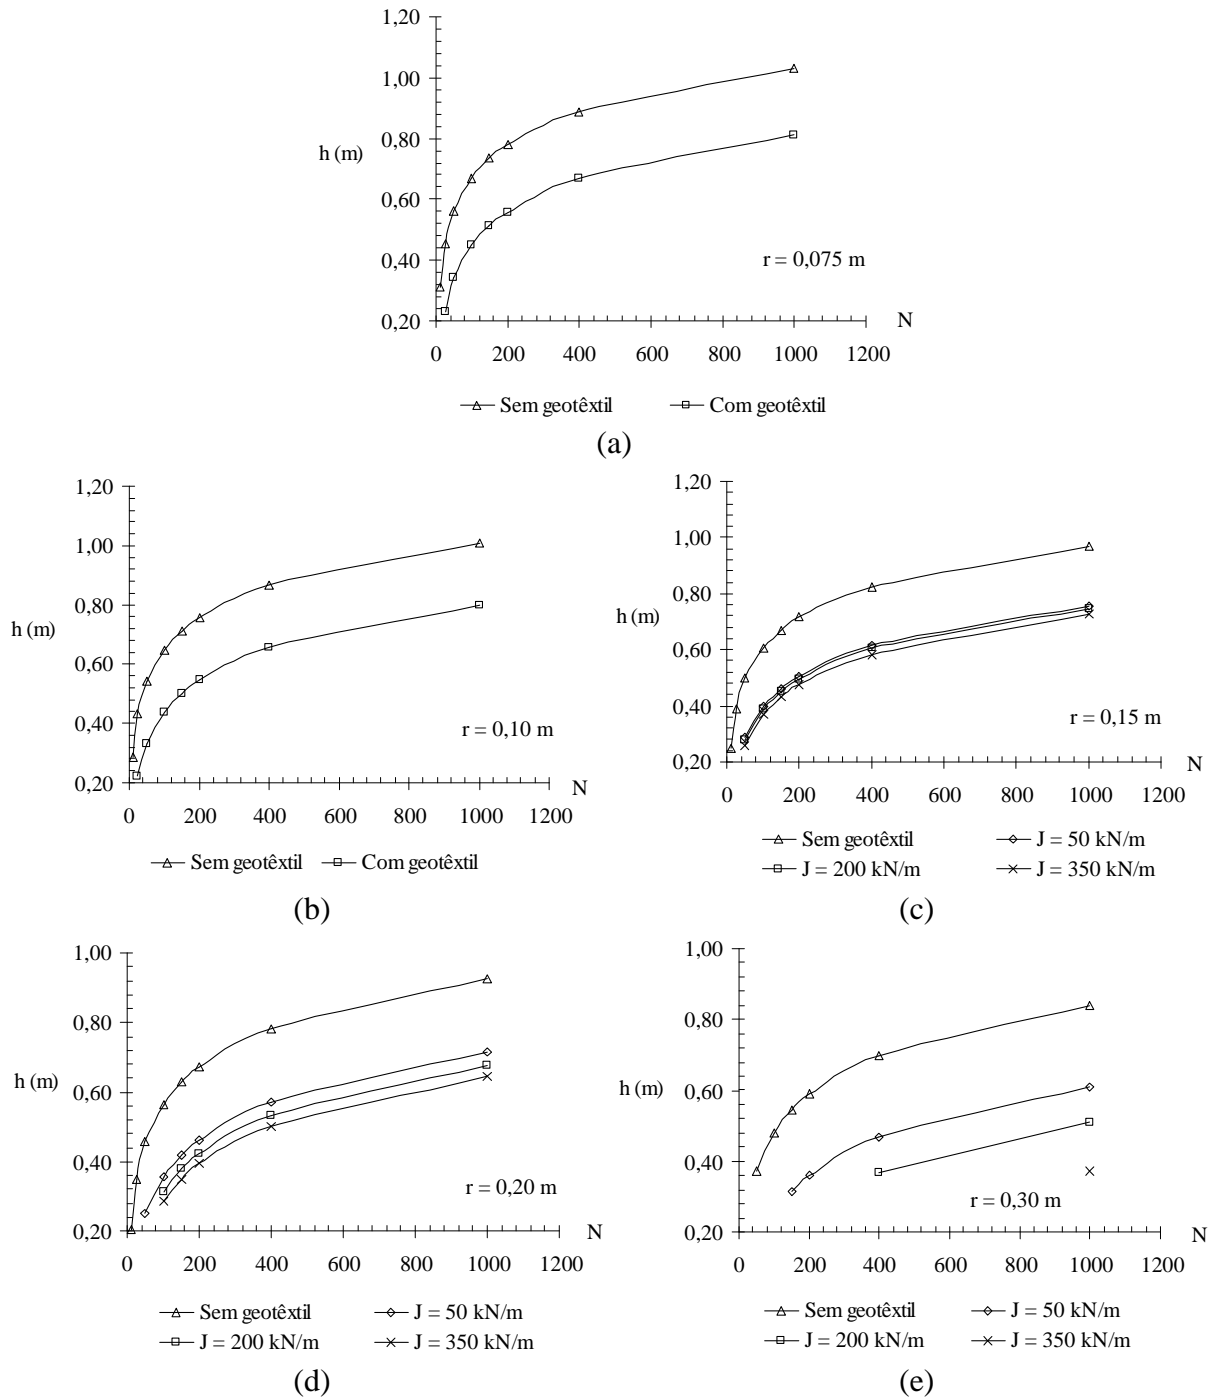 1,20
1,00
0,80
h (m)
0,60
0,40
r = 0,075 m
0,20
N
0 200 400 600 800 1000 1200
Sem geotêxtil Com geotêxtil
(a)
1,20
1,00
0,80
h (m)
0,60
0,40
r = 0,10 m
0,20
N
0 200 400 600 800 1000 1200
Sem geotêxtil Com geotêxtil
(b)
1,20
1,00
0,80
h (m)
0,60
0,40
r = 0,15 m
0,20
N
0 200 400 600 800 1000 1200
Sem geotêxtil J = 50 kN/m
J = 200 kN/m J = 350 kN/m
(c)
1,00
0,80
h (m)
0,60
0,40
r = 0,20 m
0,20
N
0 200 400 600 800 1000 1200
Sem geotêxtil J = 50 kN/m
J = 200 kN/m J = 350 kN/m
(d)
1,00
0,80
h (m)
0,60
0,40
r = 0,30 m
0,20
N
0 200 400 600 800 1000 1200
Sem geotêxtil J = 50 kN/m
J = 200 kN/m J = 350 kN/m
(e)